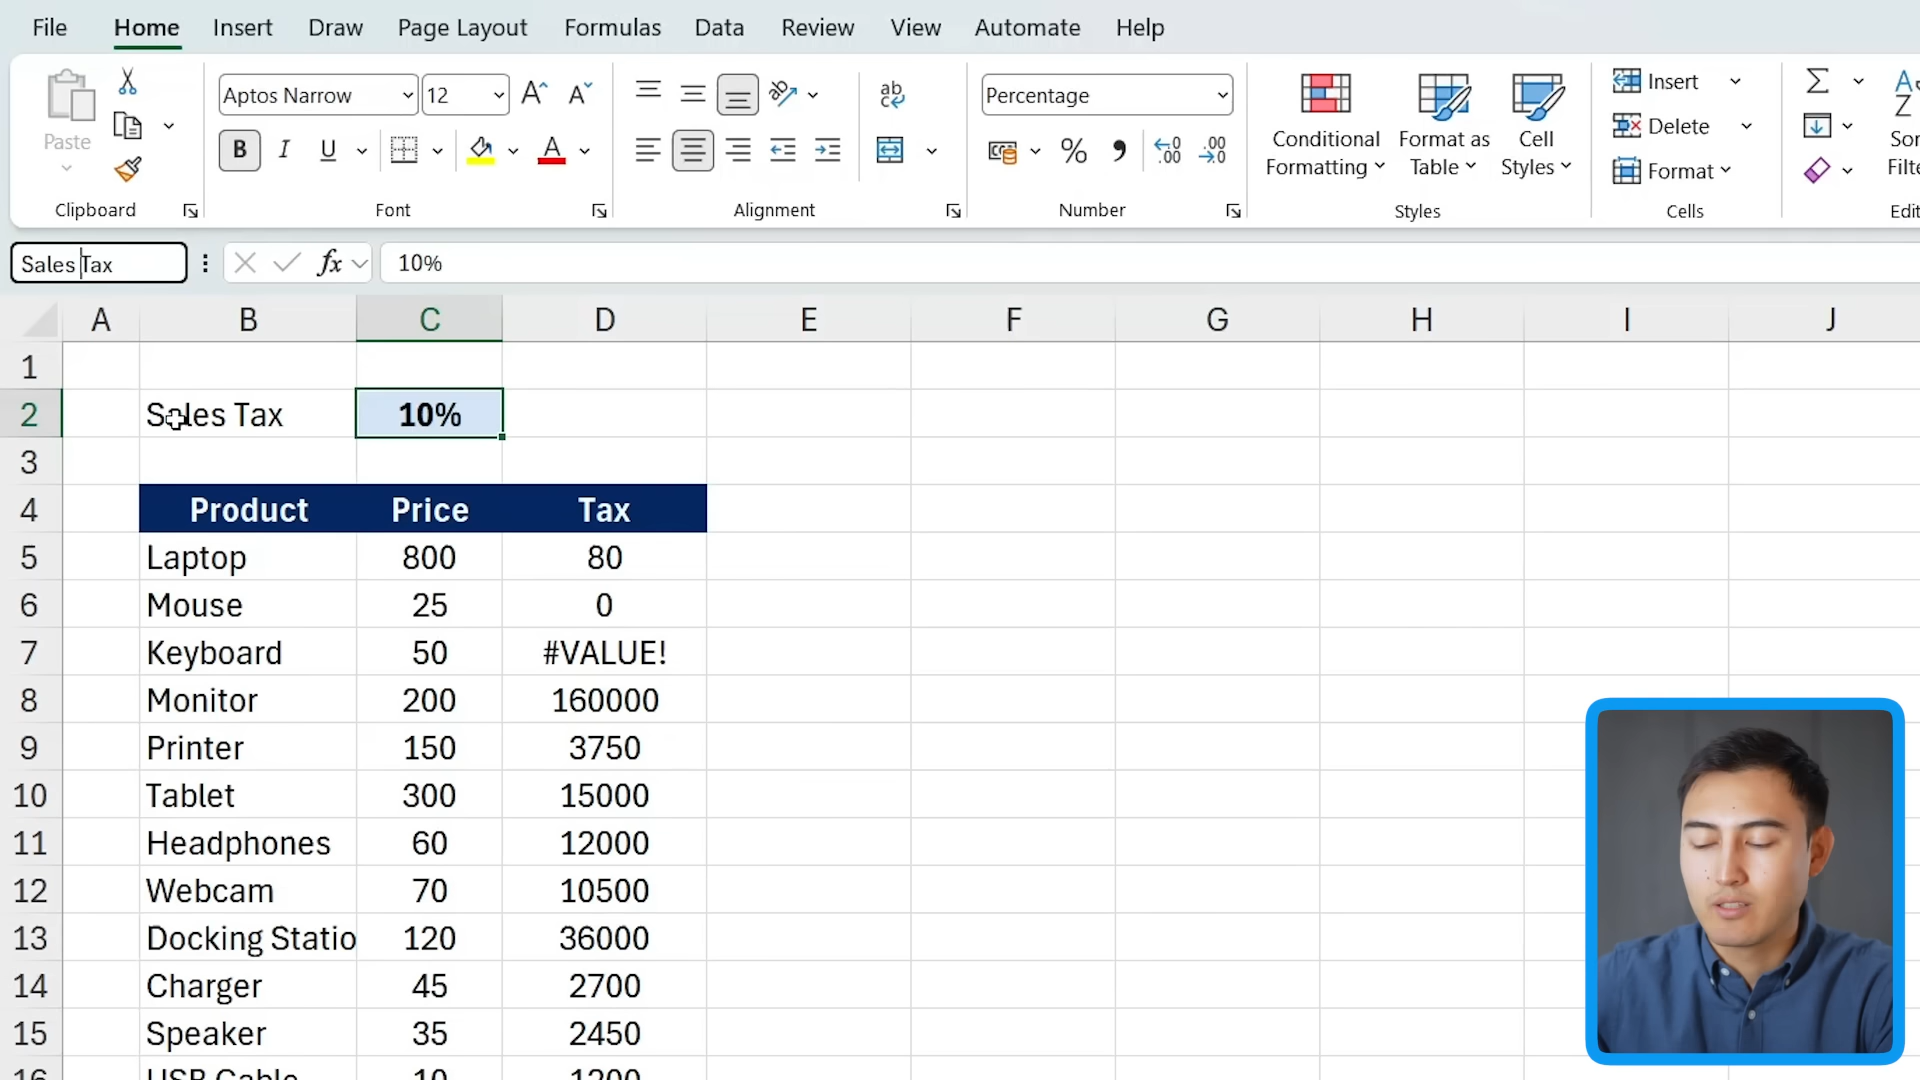 File Home Insert Draw Page Layout Formulas Data Review View Automate Help
Paste
Clipboard
Aptos Narrow 12 A A
B I U A
Font
ab
ab
c
Alignment
Percentage
% , .00 .00
Number
Conditional Formatting
Format as Table
Cell Styles
Styles
Insert
Delete
Format
Cells
Σ
A
Z
Sales Tax fx 10%
A B C D E F G H I J
1
2 Sales Tax 10%
3
4 Product Price Tax
5 Laptop 800 80
6 Mouse 25 0
7 Keyboard 50 #VALUE!
8 Monitor 200 160000
9 Printer 150 3750
10 Tablet 300 15000
11 Headphones 60 12000
12 Webcam 70 10500
13 Docking Statio 120 36000
14 Charger 45 2700
15 Speaker 35 2450
16 USB Cable 10 1200